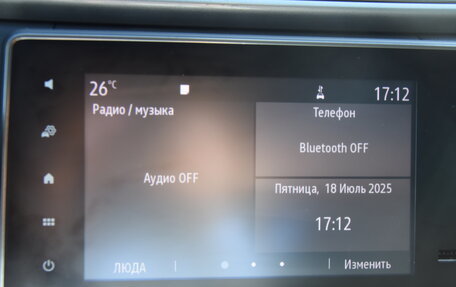 26°C 17:12
Радио / музыка
Телефон
Bluetooth OFF
Аудио OFF
Пятница, 18 Июль 2025
17:12
ЛЮДА
Изменить